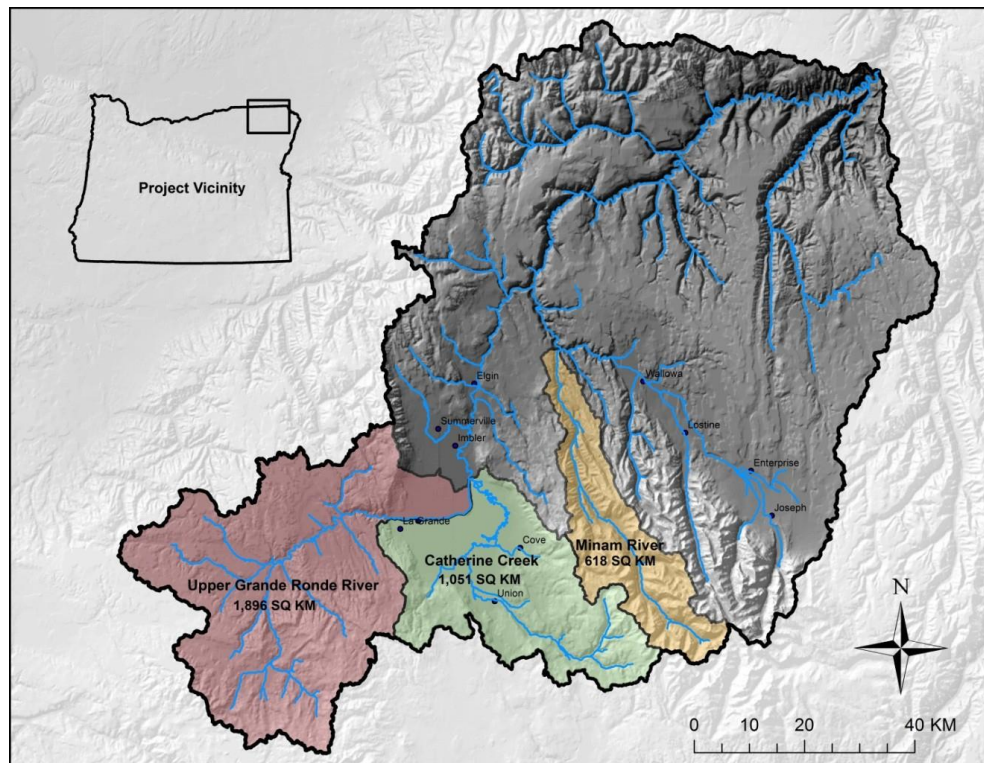 Project Vicinity
Elgin
Wallowa
Summerville
Lostine
Imbler
Enterprise
Joseph
La Grande
Cove
Minam River
618 SQ KM
Catherine Creek
1,051 SQ KM
Upper Grande Ronde River
1,896 SQ KM
Union
N
0 10 20 40 KM